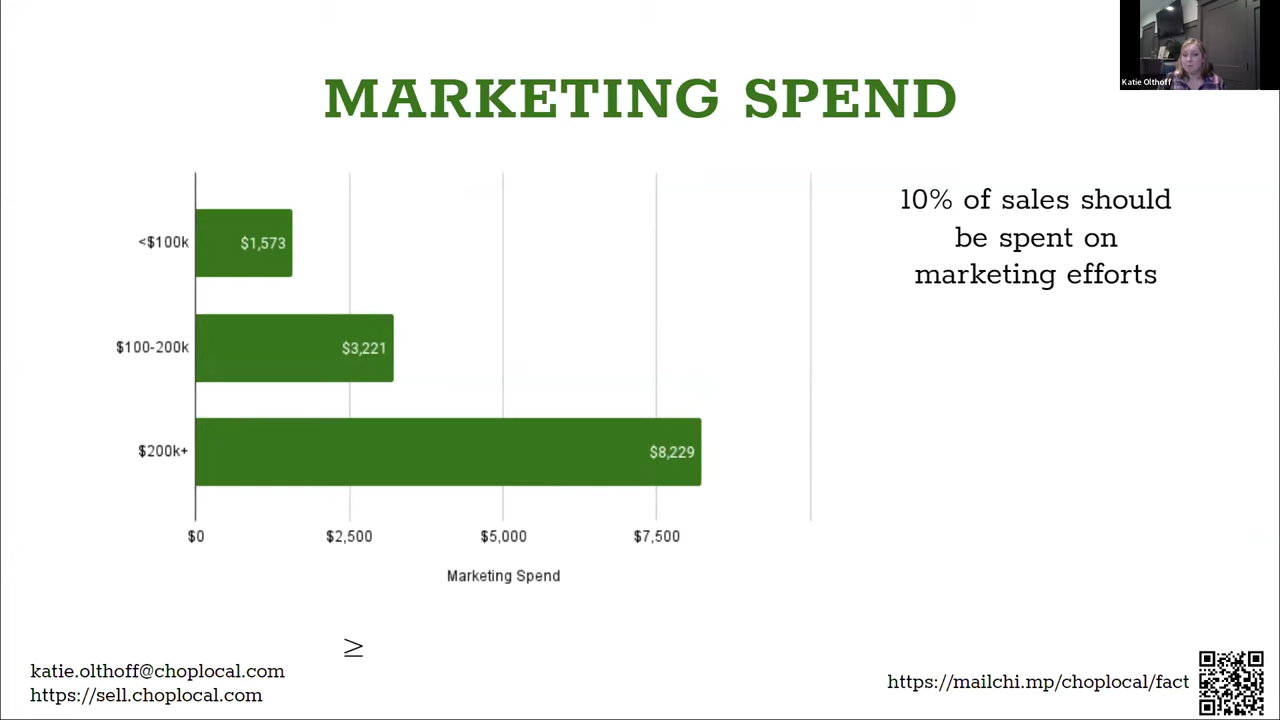 Katie Olthoff
MARKETING SPEND
10% of sales should
be spent on
marketing efforts
<$100k
$1,573
$100-200k
$3,221
$200k+
$8,229
$0
$2,500
$5,000
$7,500
Marketing Spend
≥
katie.olthoff@choplocal.com
https://sell.choplocal.com
https://mailchi.mp/choplocal/fact